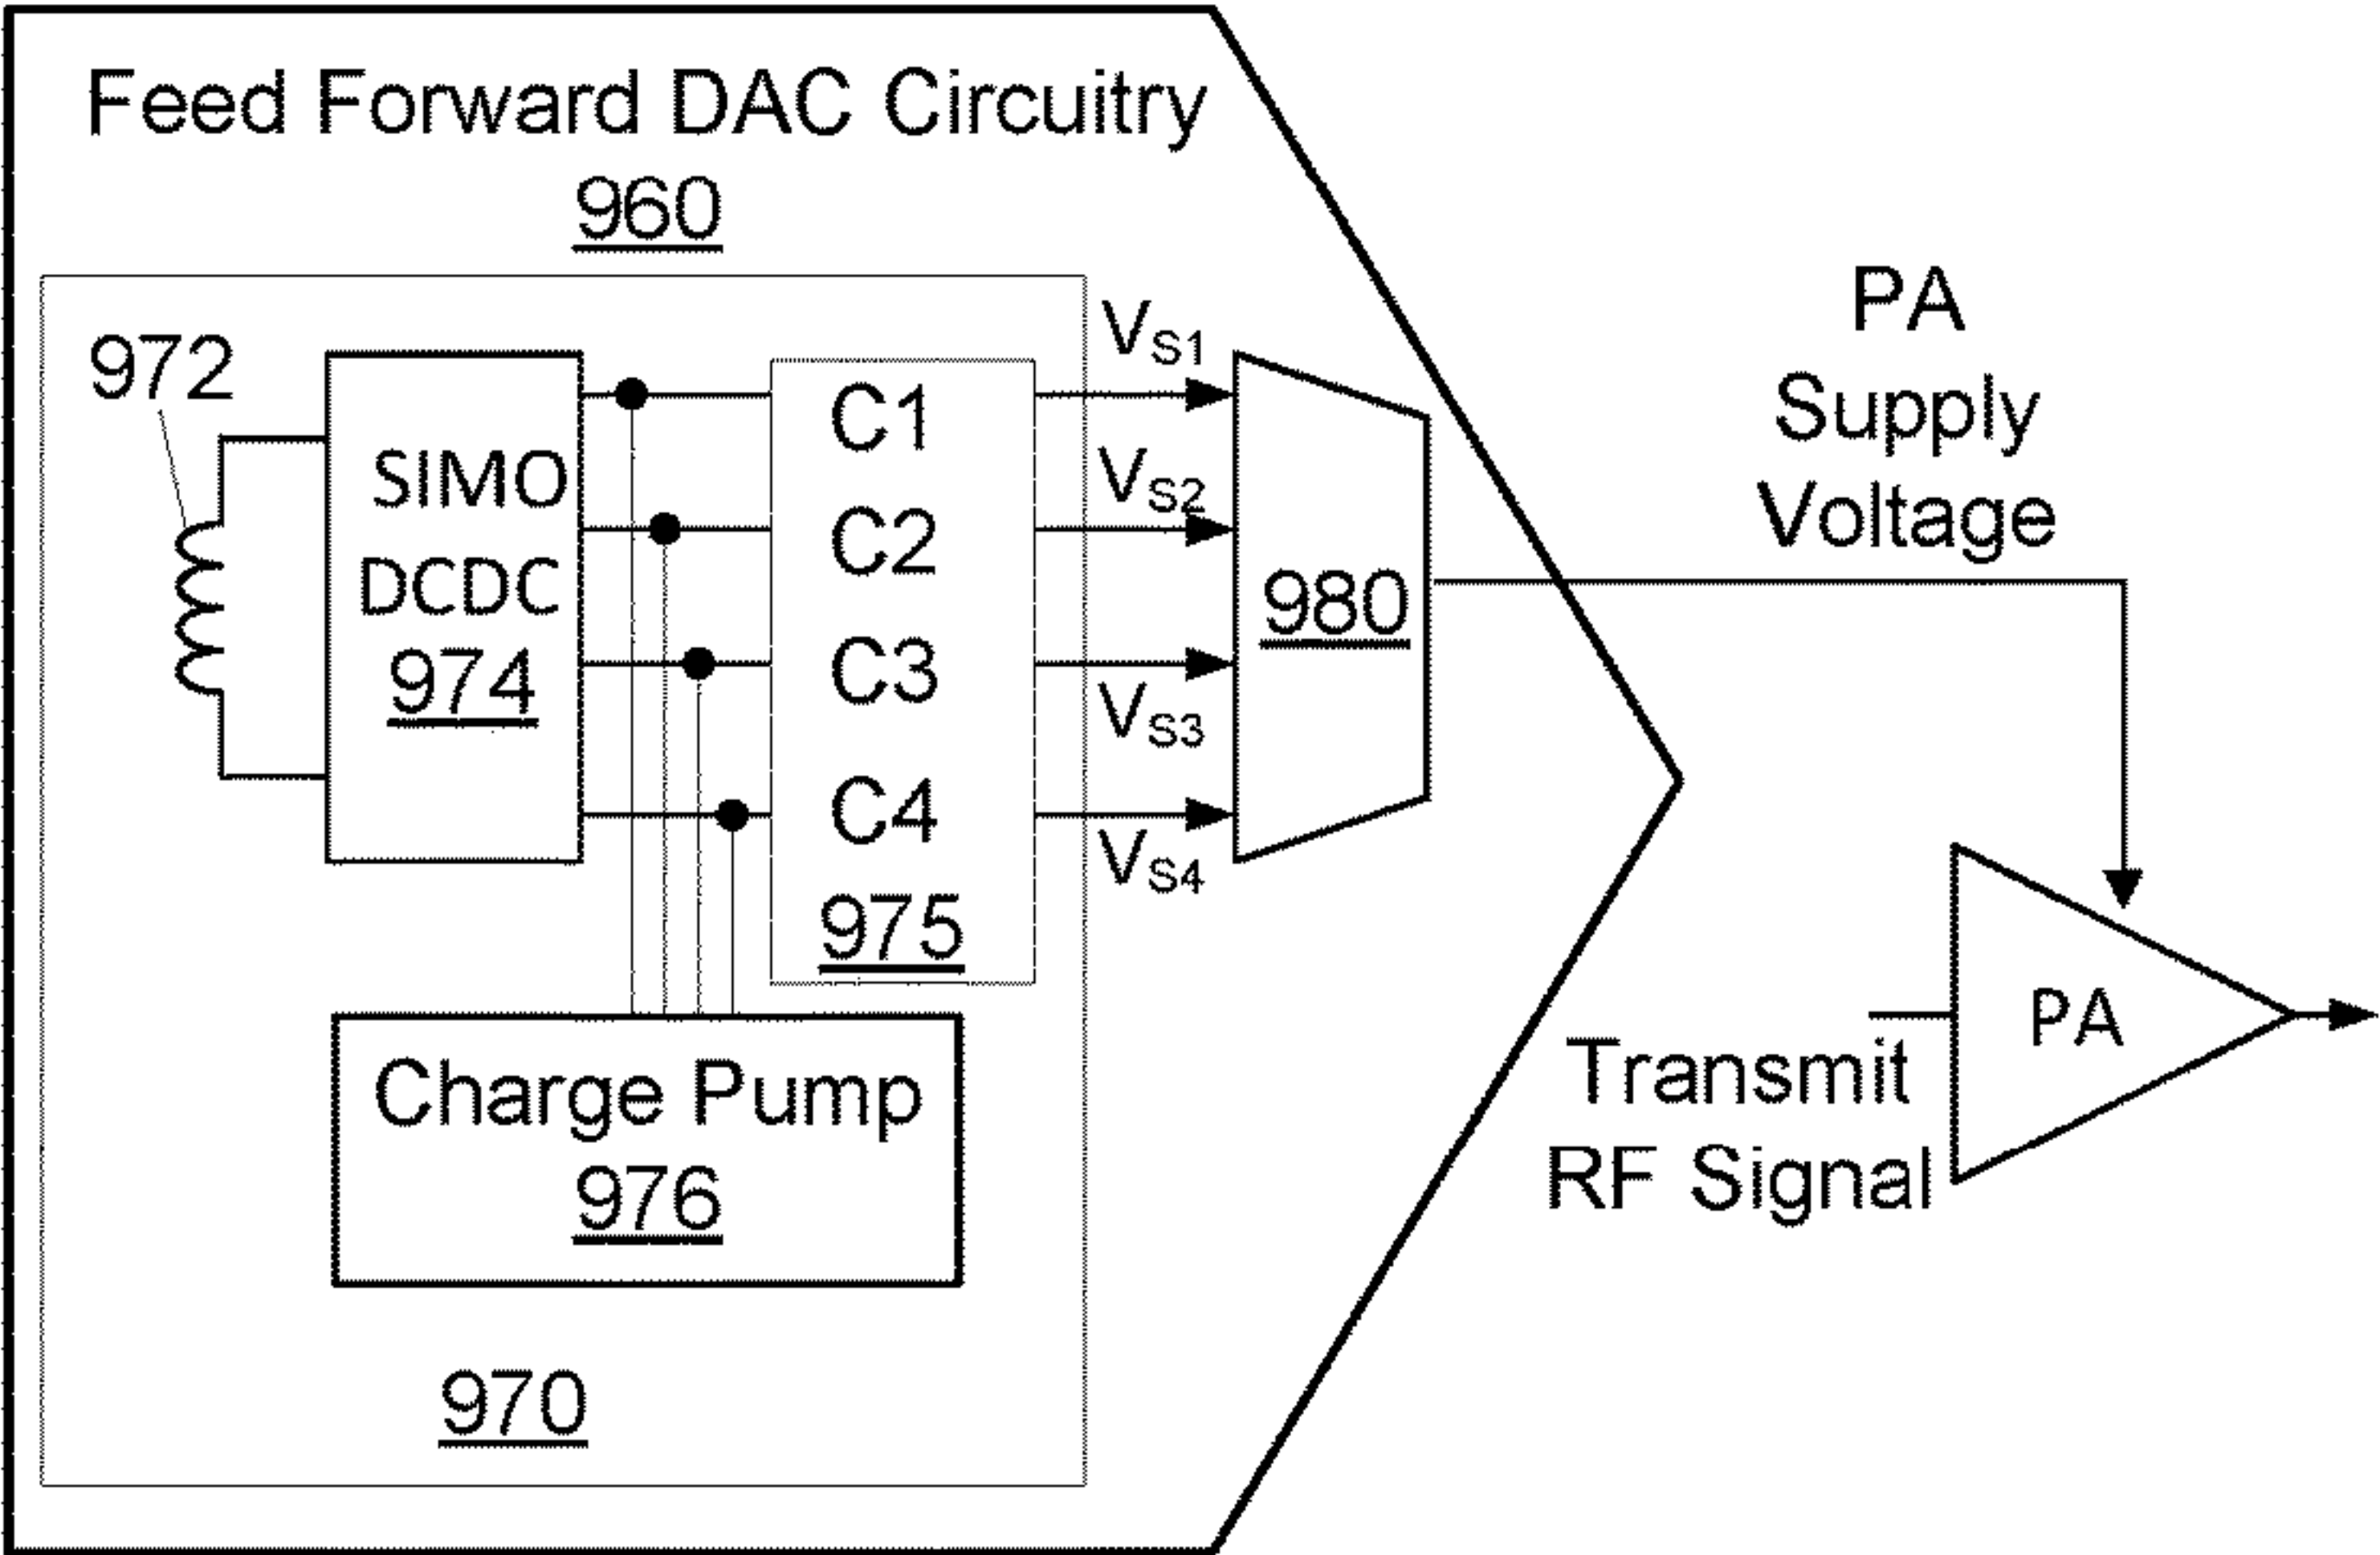 Feed Forward DAC Circuitry
960
972
SIMO
DCDC
974
C1
C2
C3
C4
975
VS1
VS2
VS3
VS4
980
Charge Pump
976
970
PA
Supply
Voltage
PA
Transmit
RF Signal